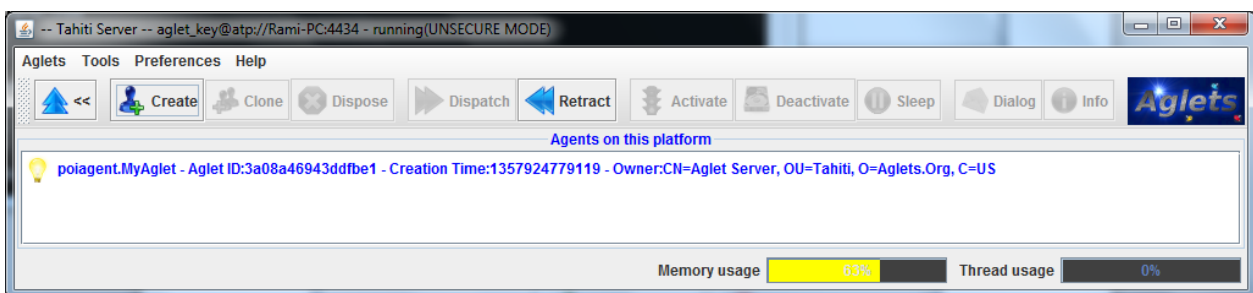 -- Tahiti Server -- aglet_key@atp://Rami-PC:4434 - running(UNSECURE MODE)
Aglets Tools Preferences Help
<< Create Clone Dispose Dispatch Retract Activate Deactivate Sleep Dialog Info Aglets
Agents on this platform
poiagent.MyAglet - Aglet ID:3a08a46943ddfbe1 - Creation Time:1357924779119 - Owner:CN=Aglet Server, OU=Tahiti, O=Aglets.Org, C=US
Memory usage Thread usage 0%